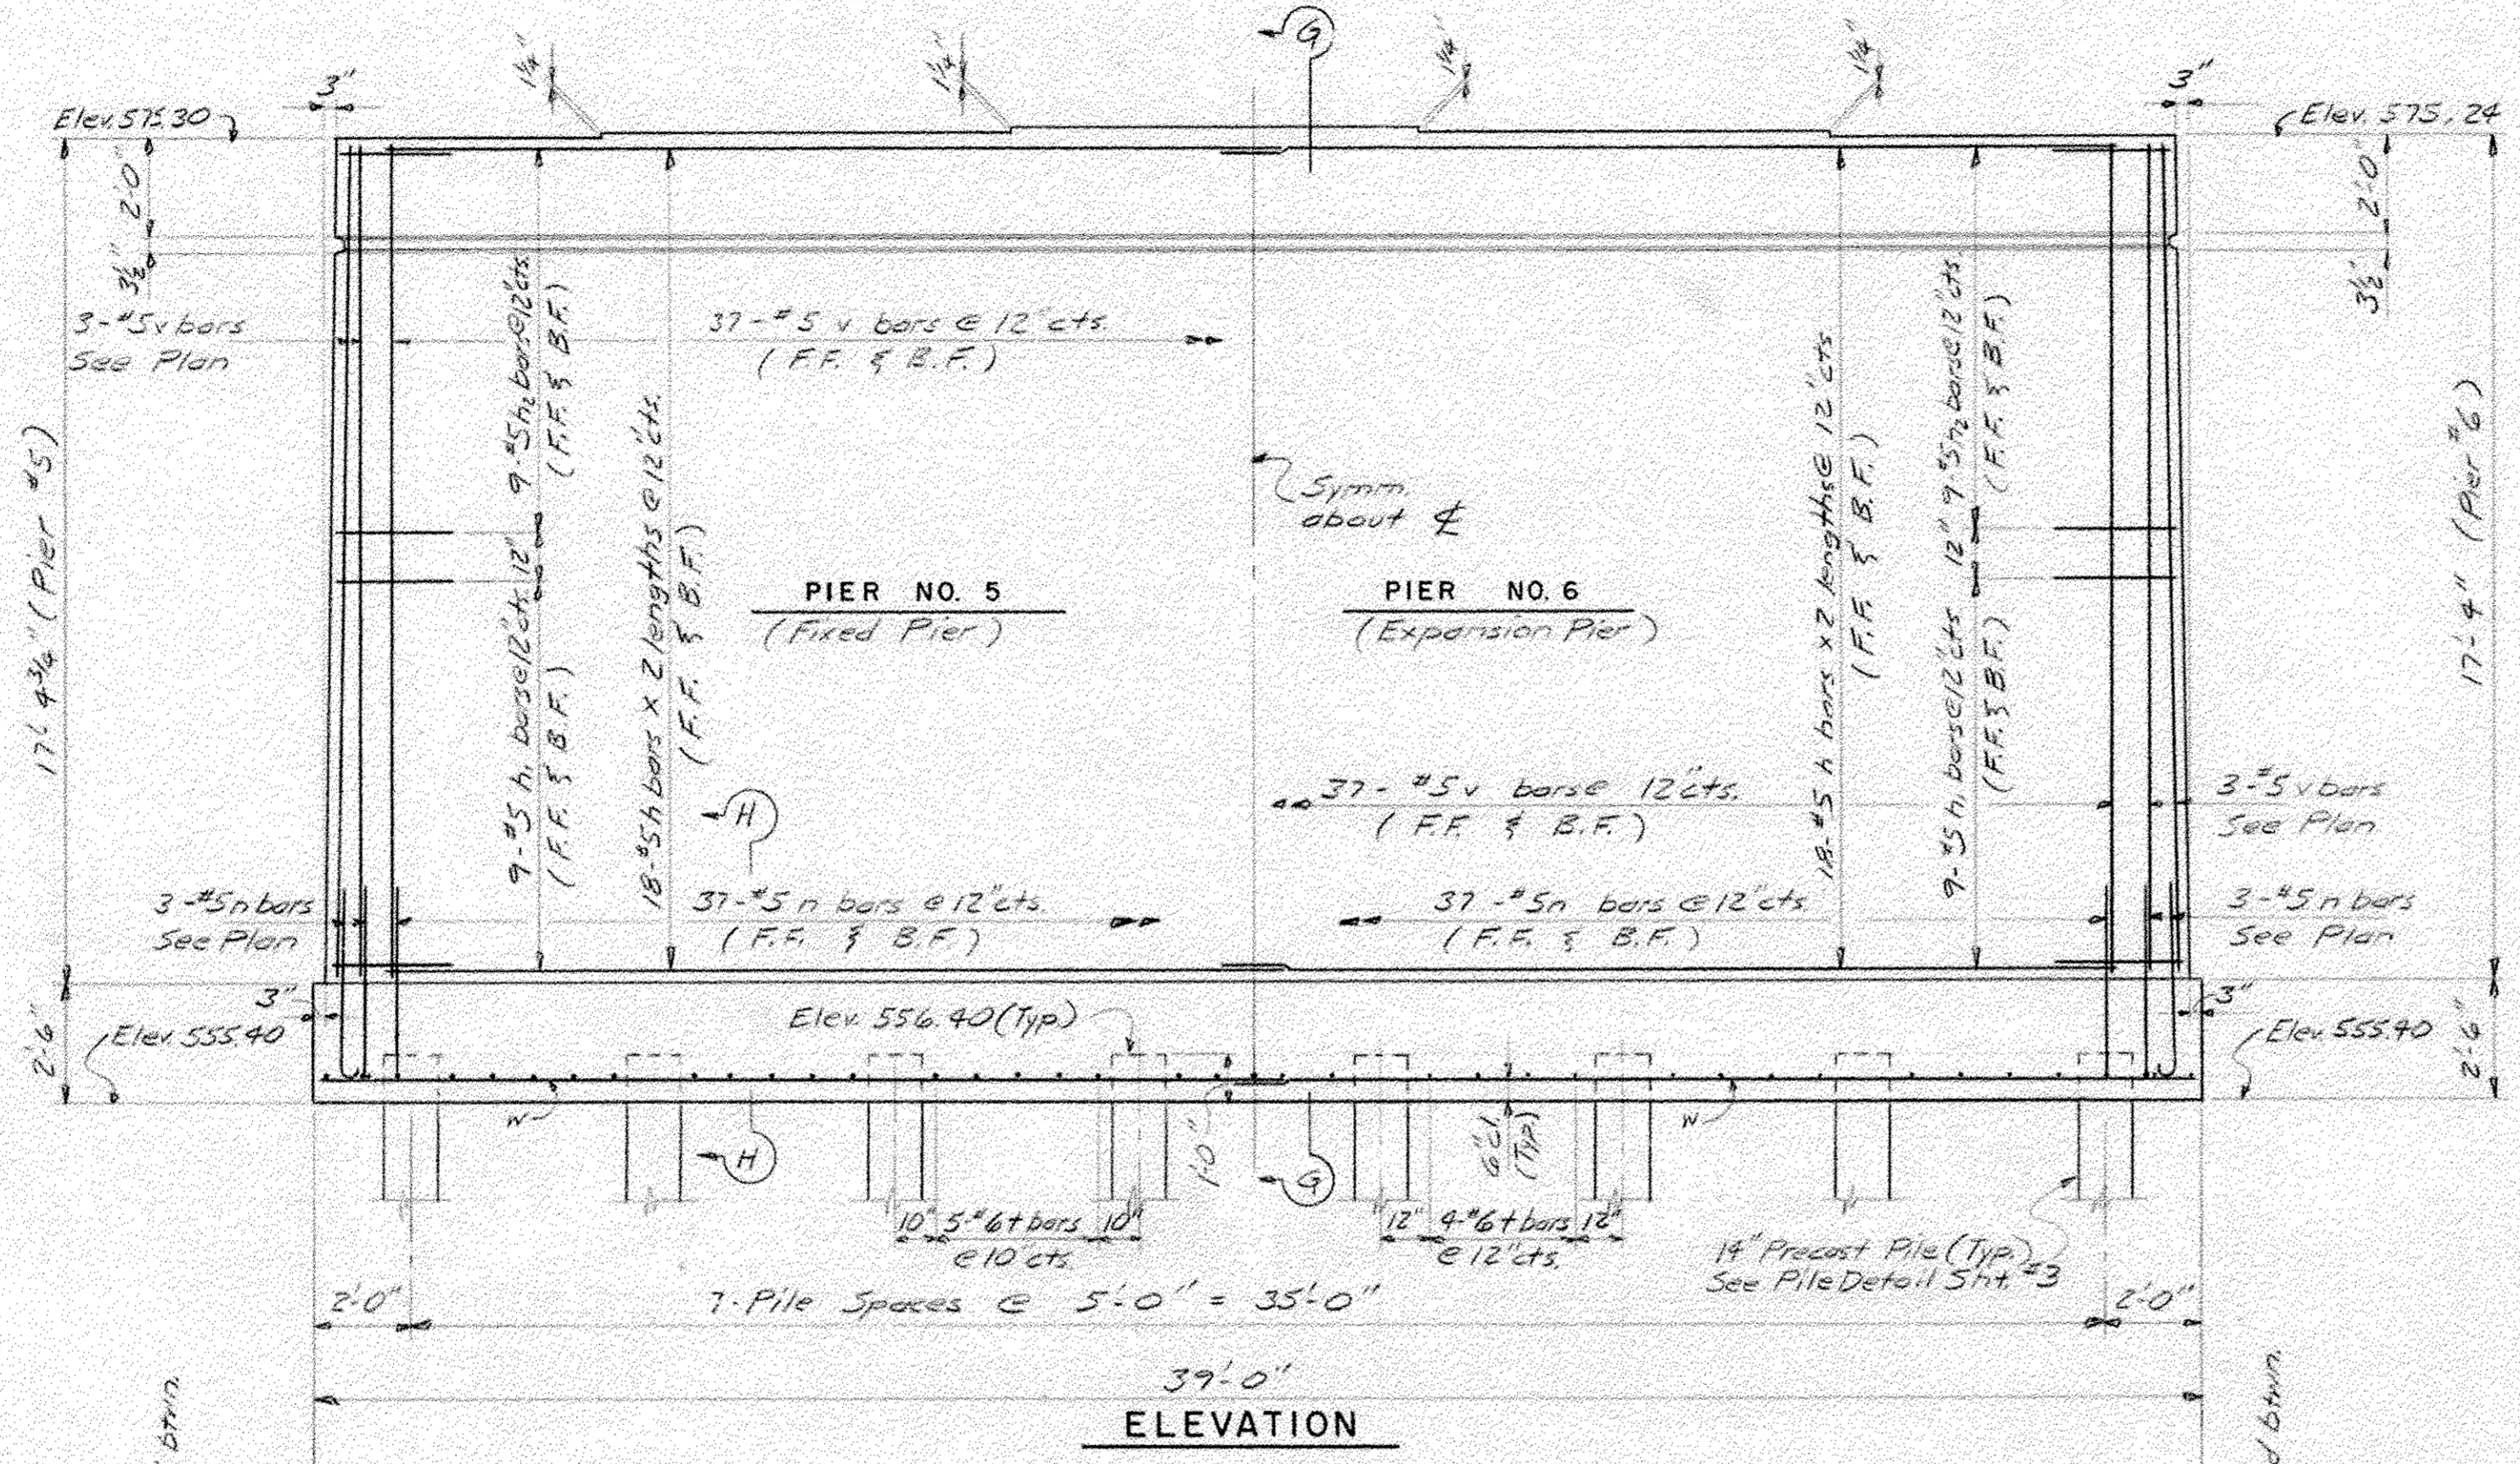 G
1¼"
1¼"
1¼"
1¼"
3"
3"
Elev. 575.30
Elev. 575.24
2'-0"
2'-0"
3½"
3½"
3-#5 v bars
See Plan
37-#5 v bars @ 12" cts.
(F.F. & B.F.)
9-#5 h₂ bars @ 12" cts.
(F.F. & B.F.)
12"
9-#5 h₁ bars @ 12" cts.
(F.F. & B.F.)
18-#5 h bars x 2 lengths @ 12" cts.
(F.F. & B.F.)
17'-4¾" (Pier #5)
Symm.
about ℄
PIER NO. 5
(Fixed Pier)
PIER NO. 6
(Expansion Pier)
18-#5 h bars x 2 lengths @ 12" cts
(F.F. & B.F.)
9-#5 h₂ bars @ 12" cts.
(F.F. & B.F.)
12"
9-#5 h₁ bars @ 12" cts
(F.F. & B.F.)
17'-4" (Pier #6)
H
37-#5 v bars @ 12" cts.
(F.F. & B.F.)
3-#5 v bars
See Plan
3-#5 n bars
See Plan
37-#5 n bars @ 12" cts.
(F.F. & B.F.)
37-#5 n bars @ 12" cts
(F.F. & B.F.)
3-#5 n bars
See Plan
3"
3"
Elev. 556.40 (Typ.)
Elev. 555.40
Elev. 555.40
2'-6"
2'-6"
w
w
H
1'-0"
G
6" cl.
(Typ)
10" 5-#6 t bars 10"
@ 10" cts.
12" 4-#6 t bars 12"
@ 12" cts.
14" Precast Pile (Typ.)
See Pile Detail Sht. #3
2'-0"
7-Pile Spaces @ 5'-0" = 35'-0"
2'-0"
39'-0"
ELEVATION
btwn.
d btwn.